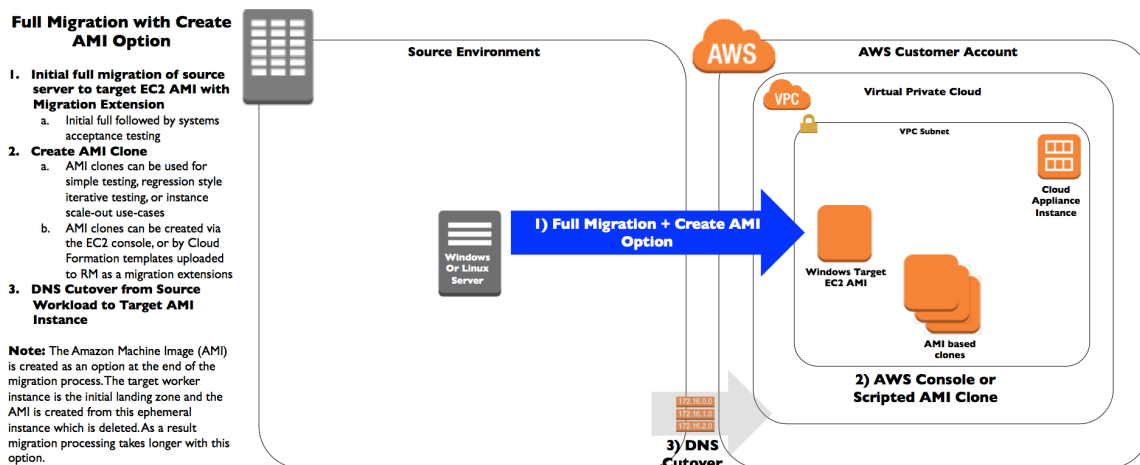 Full Migration with Create
AMI Option
1. Initial full migration of source
server to target EC2 AMI with
Migration Extension
a. Initial full followed by systems
acceptance testing
2. Create AMI Clone
a. AMI clones can be used for
simple testing, regression style
iterative testing, or instance
scale-out use-cases
b. AMI clones can be created via
the EC2 console, or by Cloud
Formation templates uploaded
to RM as a migration extensions
3. DNS Cutover from Source
Workload to Target AMI
Instance
Note: The Amazon Machine Image (AMI)
is created as an option at the end of the
migration process. The target worker
instance is the initial landing zone and the
AMI is created from this ephemeral
instance which is deleted. As a result
migration processing takes longer with this
option.
Source Environment
Windows
Or Linux
Server
1) Full Migration + Create AMI
Option
AWS
AWS Customer Account
VPC
Virtual Private Cloud
VPC Subnet
Cloud
Appliance
Instance
Windows Target
EC2 AMI
AMI based
clones
2) AWS Console or
Scripted AMI Clone
172.16.0.0
172.16.1.0
172.16.2.0
3) DNS
Cutover